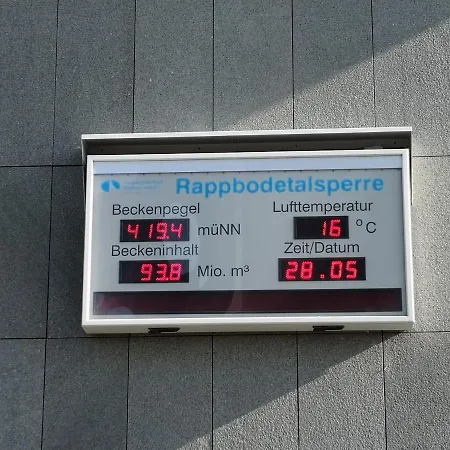 Rappbodetalsperre
Beckenpegel
419.4 müNN
Beckeninhalt
93.8 Mio. m³
Lufttemperatur
16 °C
Zeit/Datum
28.05